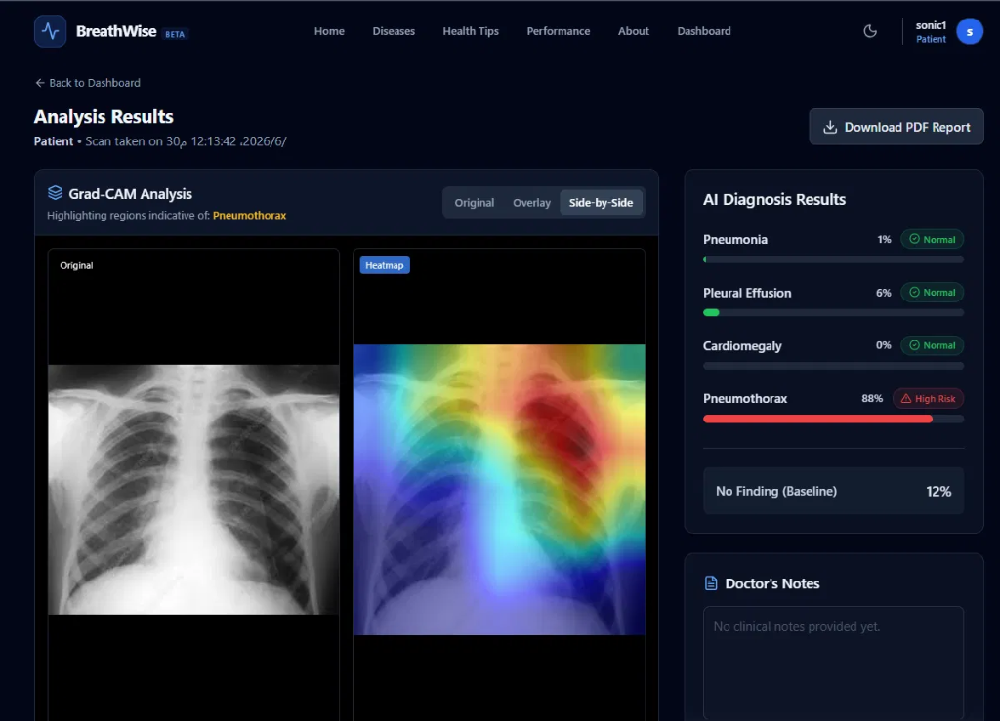 BreathWise BETA
Home Diseases Health Tips Performance About Dashboard
sonic1
Patient
s
← Back to Dashboard
Analysis Results
Patient • Scan taken on 30م 12:13:42 ،2026/6/
Download PDF Report
Grad-CAM Analysis
Highlighting regions indicative of: Pneumothorax
Original Overlay Side-by-Side
Original
Heatmap
AI Diagnosis Results
Pneumonia 1% Normal
Pleural Effusion 6% Normal
Cardiomegaly 0% Normal
Pneumothorax 88% High Risk
No Finding (Baseline) 12%
Doctor's Notes
No clinical notes provided yet.